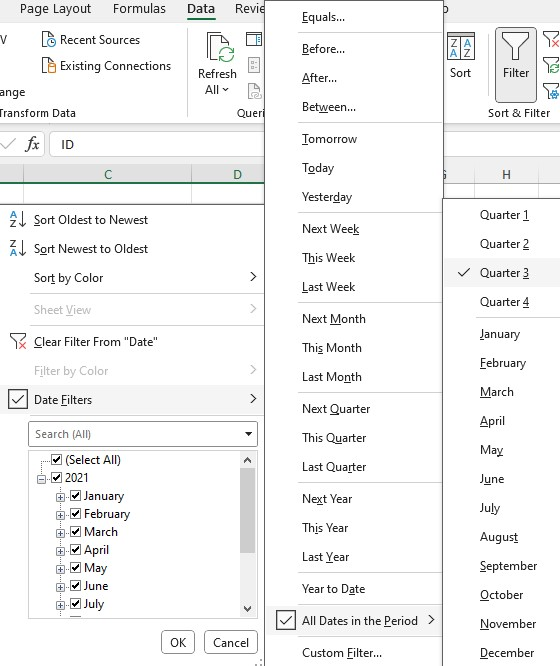 Page Layout
Formulas
Data
Revie
V
Recent Sources
Existing Connections
ange
Transform Data
Refresh
All
Queri
Sort
Filter
Sort & Filter
fx
ID
C
D
H
Sort Oldest to Newest
Sort Newest to Oldest
Sort by Color
Sheet View
Clear Filter From "Date"
Filter by Color
Date Filters
Search (All)
(Select All)
2021
January
February
March
April
May
June
July
OK
Cancel
Equals...
Before...
After...
Between...
Tomorrow
Today
Yesterday
Next Week
This Week
Last Week
Next Month
This Month
Last Month
Next Quarter
This Quarter
Last Quarter
Next Year
This Year
Last Year
Year to Date
All Dates in the Period
Custom Filter...
Quarter 1
Quarter 2
Quarter 3
Quarter 4
January
February
March
April
May
June
July
August
September
October
November
December